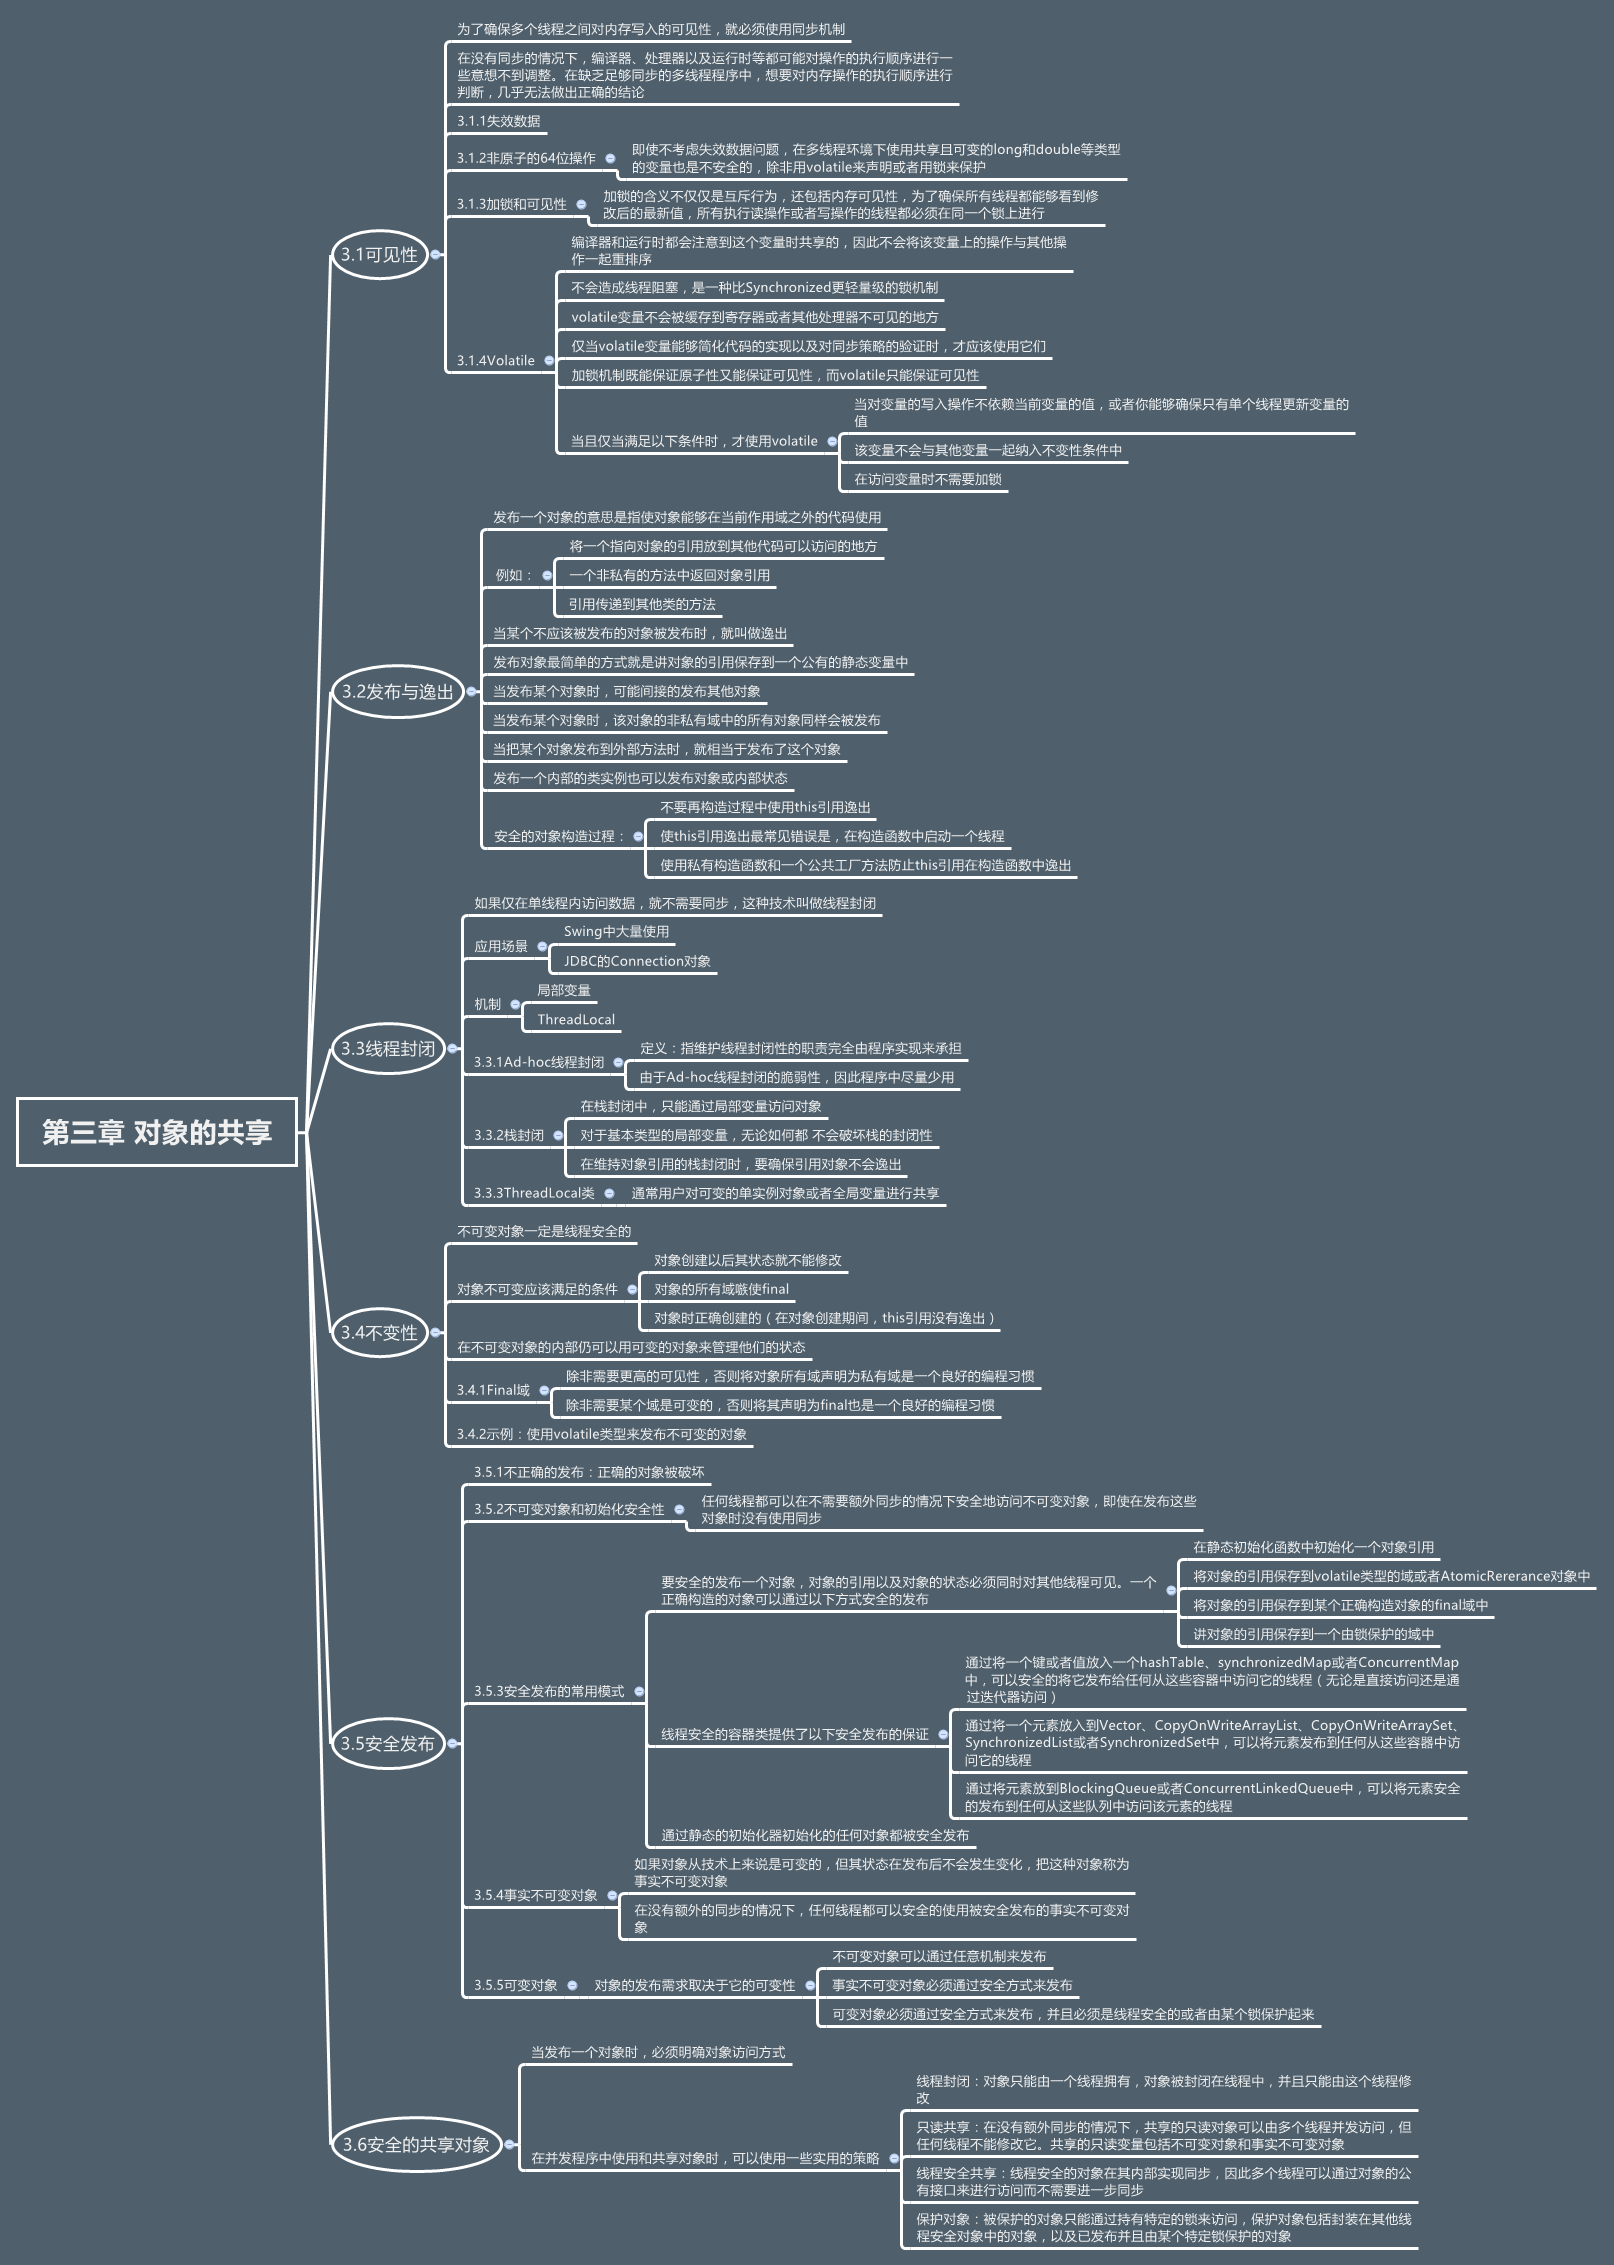 第三章 对象的共享
3.1可见性
为了确保多个线程之间对内存写入的可见性，就必须使用同步机制
在没有同步的情况下，编译器、处理器以及运行时等都可能对操作的执行顺序进行一
些意想不到调整。在缺乏足够同步的多线程程序中，想要对内存操作的执行顺序进行
判断，几乎无法做出正确的结论
3.1.1失效数据
3.1.2非原子的64位操作
即使不考虑失效数据问题，在多线程环境下使用共享且可变的long和double等类型
的变量也是不安全的，除非用volatile来声明或者用锁来保护
3.1.3加锁和可见性
加锁的含义不仅仅是互斥行为，还包括内存可见性，为了确保所有线程都能够看到修
改后的最新值，所有执行读操作或者写操作的线程都必须在同一个锁上进行
3.1.4Volatile
编译器和运行时都会注意到这个变量时共享的，因此不会将该变量上的操作与其他操
作一起重排序
不会造成线程阻塞，是一种比Synchronized更轻量级的锁机制
volatile变量不会被缓存到寄存器或者其他处理器不可见的地方
仅当volatile变量能够简化代码的实现以及对同步策略的验证时，才应该使用它们
加锁机制既能保证原子性又能保证可见性，而volatile只能保证可见性
当且仅当满足以下条件时，才使用volatile
当对变量的写入操作不依赖当前变量的值，或者你能够确保只有单个线程更新变量的
值
该变量不会与其他变量一起纳入不变性条件中
在访问变量时不需要加锁
3.2发布与逸出
发布一个对象的意思是指使对象能够在当前作用域之外的代码使用
例如：
将一个指向对象的引用放到其他代码可以访问的地方
一个非私有的方法中返回对象引用
引用传递到其他类的方法
当某个不应该被发布的对象被发布时，就叫做逸出
发布对象最简单的方式就是讲对象的引用保存到一个公有的静态变量中
当发布某个对象时，可能间接的发布其他对象
当发布某个对象时，该对象的非私有域中的所有对象同样会被发布
当把某个对象发布到外部方法时，就相当于发布了这个对象
发布一个内部的类实例也可以发布对象或内部状态
安全的对象构造过程：
不要再构造过程中使用this引用逸出
使this引用逸出最常见错误是，在构造函数中启动一个线程
使用私有构造函数和一个公共工厂方法防止this引用在构造函数中逸出
3.3线程封闭
如果仅在单线程内访问数据，就不需要同步，这种技术叫做线程封闭
应用场景
Swing中大量使用
JDBC的Connection对象
机制
局部变量
ThreadLocal
3.3.1Ad-hoc线程封闭
定义：指维护线程封闭性的职责完全由程序实现来承担
由于Ad-hoc线程封闭的脆弱性，因此程序中尽量少用
3.3.2栈封闭
在栈封闭中，只能通过局部变量访问对象
对于基本类型的局部变量，无论如何都 不会破坏栈的封闭性
在维持对象引用的栈封闭时，要确保引用对象不会逸出
3.3.3ThreadLocal类
通常用户对可变的单实例对象或者全局变量进行共享
3.4不变性
不可变对象一定是线程安全的
对象不可变应该满足的条件
对象创建以后其状态就不能修改
对象的所有域嗾使final
对象时正确创建的（在对象创建期间，this引用没有逸出）
在不可变对象的内部仍可以用可变的对象来管理他们的状态
3.4.1Final域
除非需要更高的可见性，否则将对象所有域声明为私有域是一个良好的编程习惯
除非需要某个域是可变的，否则将其声明为final也是一个良好的编程习惯
3.4.2示例：使用volatile类型来发布不可变的对象
3.5安全发布
3.5.1不正确的发布：正确的对象被破坏
3.5.2不可变对象和初始化安全性
任何线程都可以在不需要额外同步的情况下安全地访问不可变对象，即使在发布这些
对象时没有使用同步
3.5.3安全发布的常用模式
要安全的发布一个对象，对象的引用以及对象的状态必须同时对其他线程可见。一个
正确构造的对象可以通过以下方式安全的发布
在静态初始化函数中初始化一个对象引用
将对象的引用保存到volatile类型的域或者AtomicRererance对象中
将对象的引用保存到某个正确构造对象的final域中
讲对象的引用保存到一个由锁保护的域中
线程安全的容器类提供了以下安全发布的保证
通过将一个键或者值放入一个hashTable、synchronizedMap或者ConcurrentMap
中，可以安全的将它发布给任何从这些容器中访问它的线程（无论是直接访问还是通
过迭代器访问）
通过将一个元素放入到Vector、CopyOnWriteArrayList、CopyOnWriteArraySet、
SynchronizedList或者SynchronizedSet中，可以将元素发布到任何从这些容器中访
问它的线程
通过将元素放到BlockingQueue或者ConcurrentLinkedQueue中，可以将元素安全
的发布到任何从这些队列中访问该元素的线程
通过静态的初始化器初始化的任何对象都被安全发布
3.5.4事实不可变对象
如果对象从技术上来说是可变的，但其状态在发布后不会发生变化，把这种对象称为
事实不可变对象
在没有额外的同步的情况下，任何线程都可以安全的使用被安全发布的事实不可变对
象
3.5.5可变对象
对象的发布需求取决于它的可变性
不可变对象可以通过任意机制来发布
事实不可变对象必须通过安全方式来发布
可变对象必须通过安全方式来发布，并且必须是线程安全的或者由某个锁保护起来
3.6安全的共享对象
当发布一个对象时，必须明确对象访问方式
在并发程序中使用和共享对象时，可以使用一些实用的策略
线程封闭：对象只能由一个线程拥有，对象被封闭在线程中，并且只能由这个线程修
改
只读共享：在没有额外同步的情况下，共享的只读对象可以由多个线程并发访问，但
任何线程不能修改它。共享的只读变量包括不可变对象和事实不可变对象
线程安全共享：线程安全的对象在其内部实现同步，因此多个线程可以通过对象的公
有接口来进行访问而不需要进一步同步
保护对象：被保护的对象只能通过持有特定的锁来访问，保护对象包括封装在其他线
程安全对象中的对象，以及已发布并且由某个特定锁保护的对象